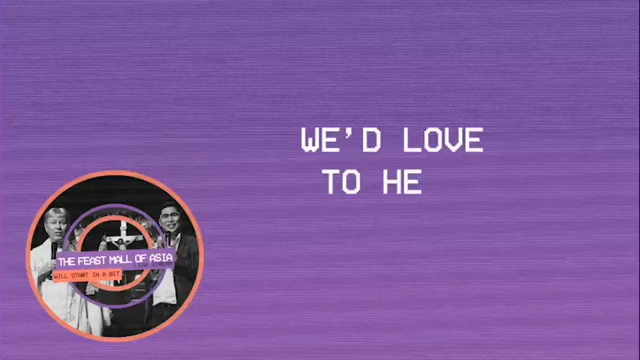 WE'D LOVE
TO HE
THE FEAST MALL OF ASIA
WILL START IN A BIT